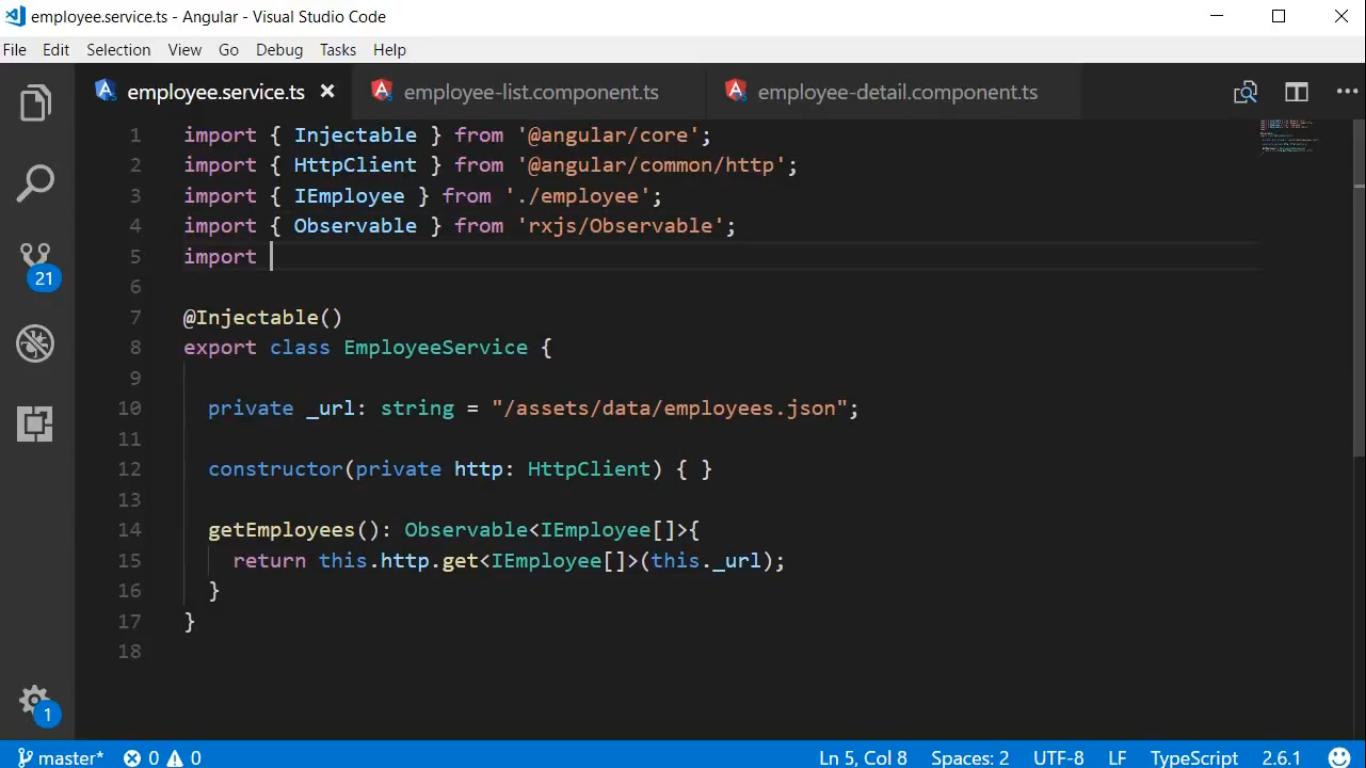 employee.service.ts - Angular - Visual Studio Code
File Edit Selection View Go Debug Tasks Help
employee.service.ts employee-list.component.ts employee-detail.component.ts
1 import { Injectable } from '@angular/core';
2 import { HttpClient } from '@angular/common/http';
3 import { IEmployee } from './employee';
4 import { Observable } from 'rxjs/Observable';
5 import
6
7 @Injectable()
8 export class EmployeeService {
9
10 private _url: string = "/assets/data/employees.json";
11
12 constructor(private http: HttpClient) { }
13
14 getEmployees(): Observable<IEmployee[]>{
15 return this.http.get<IEmployee[]>(this._url);
16 }
17 }
18
21
1
master* 0 0 Ln 5, Col 8 Spaces: 2 UTF-8 LF TypeScript 2.6.1